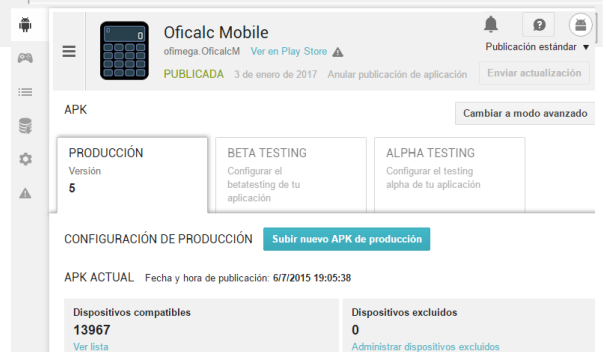 Oficalc Mobile
ofimega.OficalcM Ver en Play Store
Publicación estándar
PUBLICADA 3 de enero de 2017 Anular publicación de aplicación Enviar actualización
APK
Cambiar a modo avanzado
PRODUCCIÓN
Versión
5
BETA TESTING
Configurar el
betatesting de tu
aplicación
ALPHA TESTING
Configurar el testing
alpha de tu aplicación
CONFIGURACIÓN DE PRODUCCIÓN Subir nuevo APK de producción
APK ACTUAL Fecha y hora de publicación: 6/7/2015 19:05:38
Dispositivos compatibles
13967
Ver lista
Dispositivos excluidos
0
Administrar dispositivos excluidos